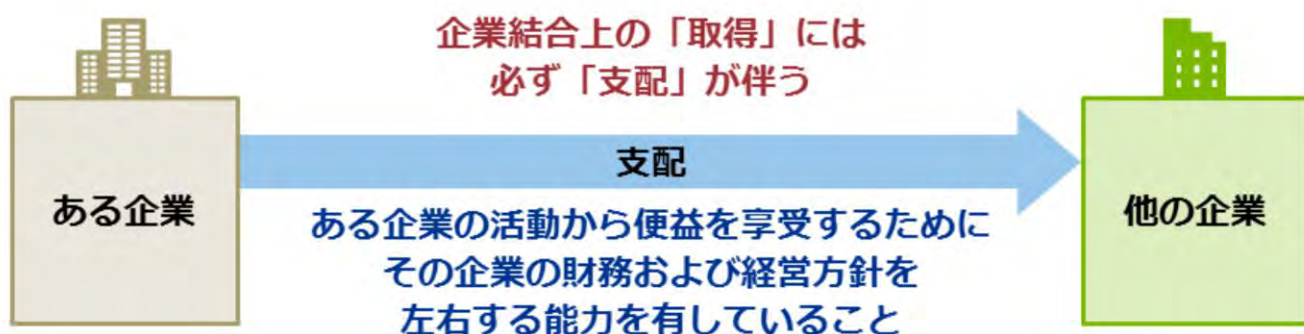 企業結合上の「取得」には
必ず「支配」が伴う
ある企業
支配
他の企業
ある企業の活動から便益を享受するために
その企業の財務および経営方針を
左右する能力を有していること